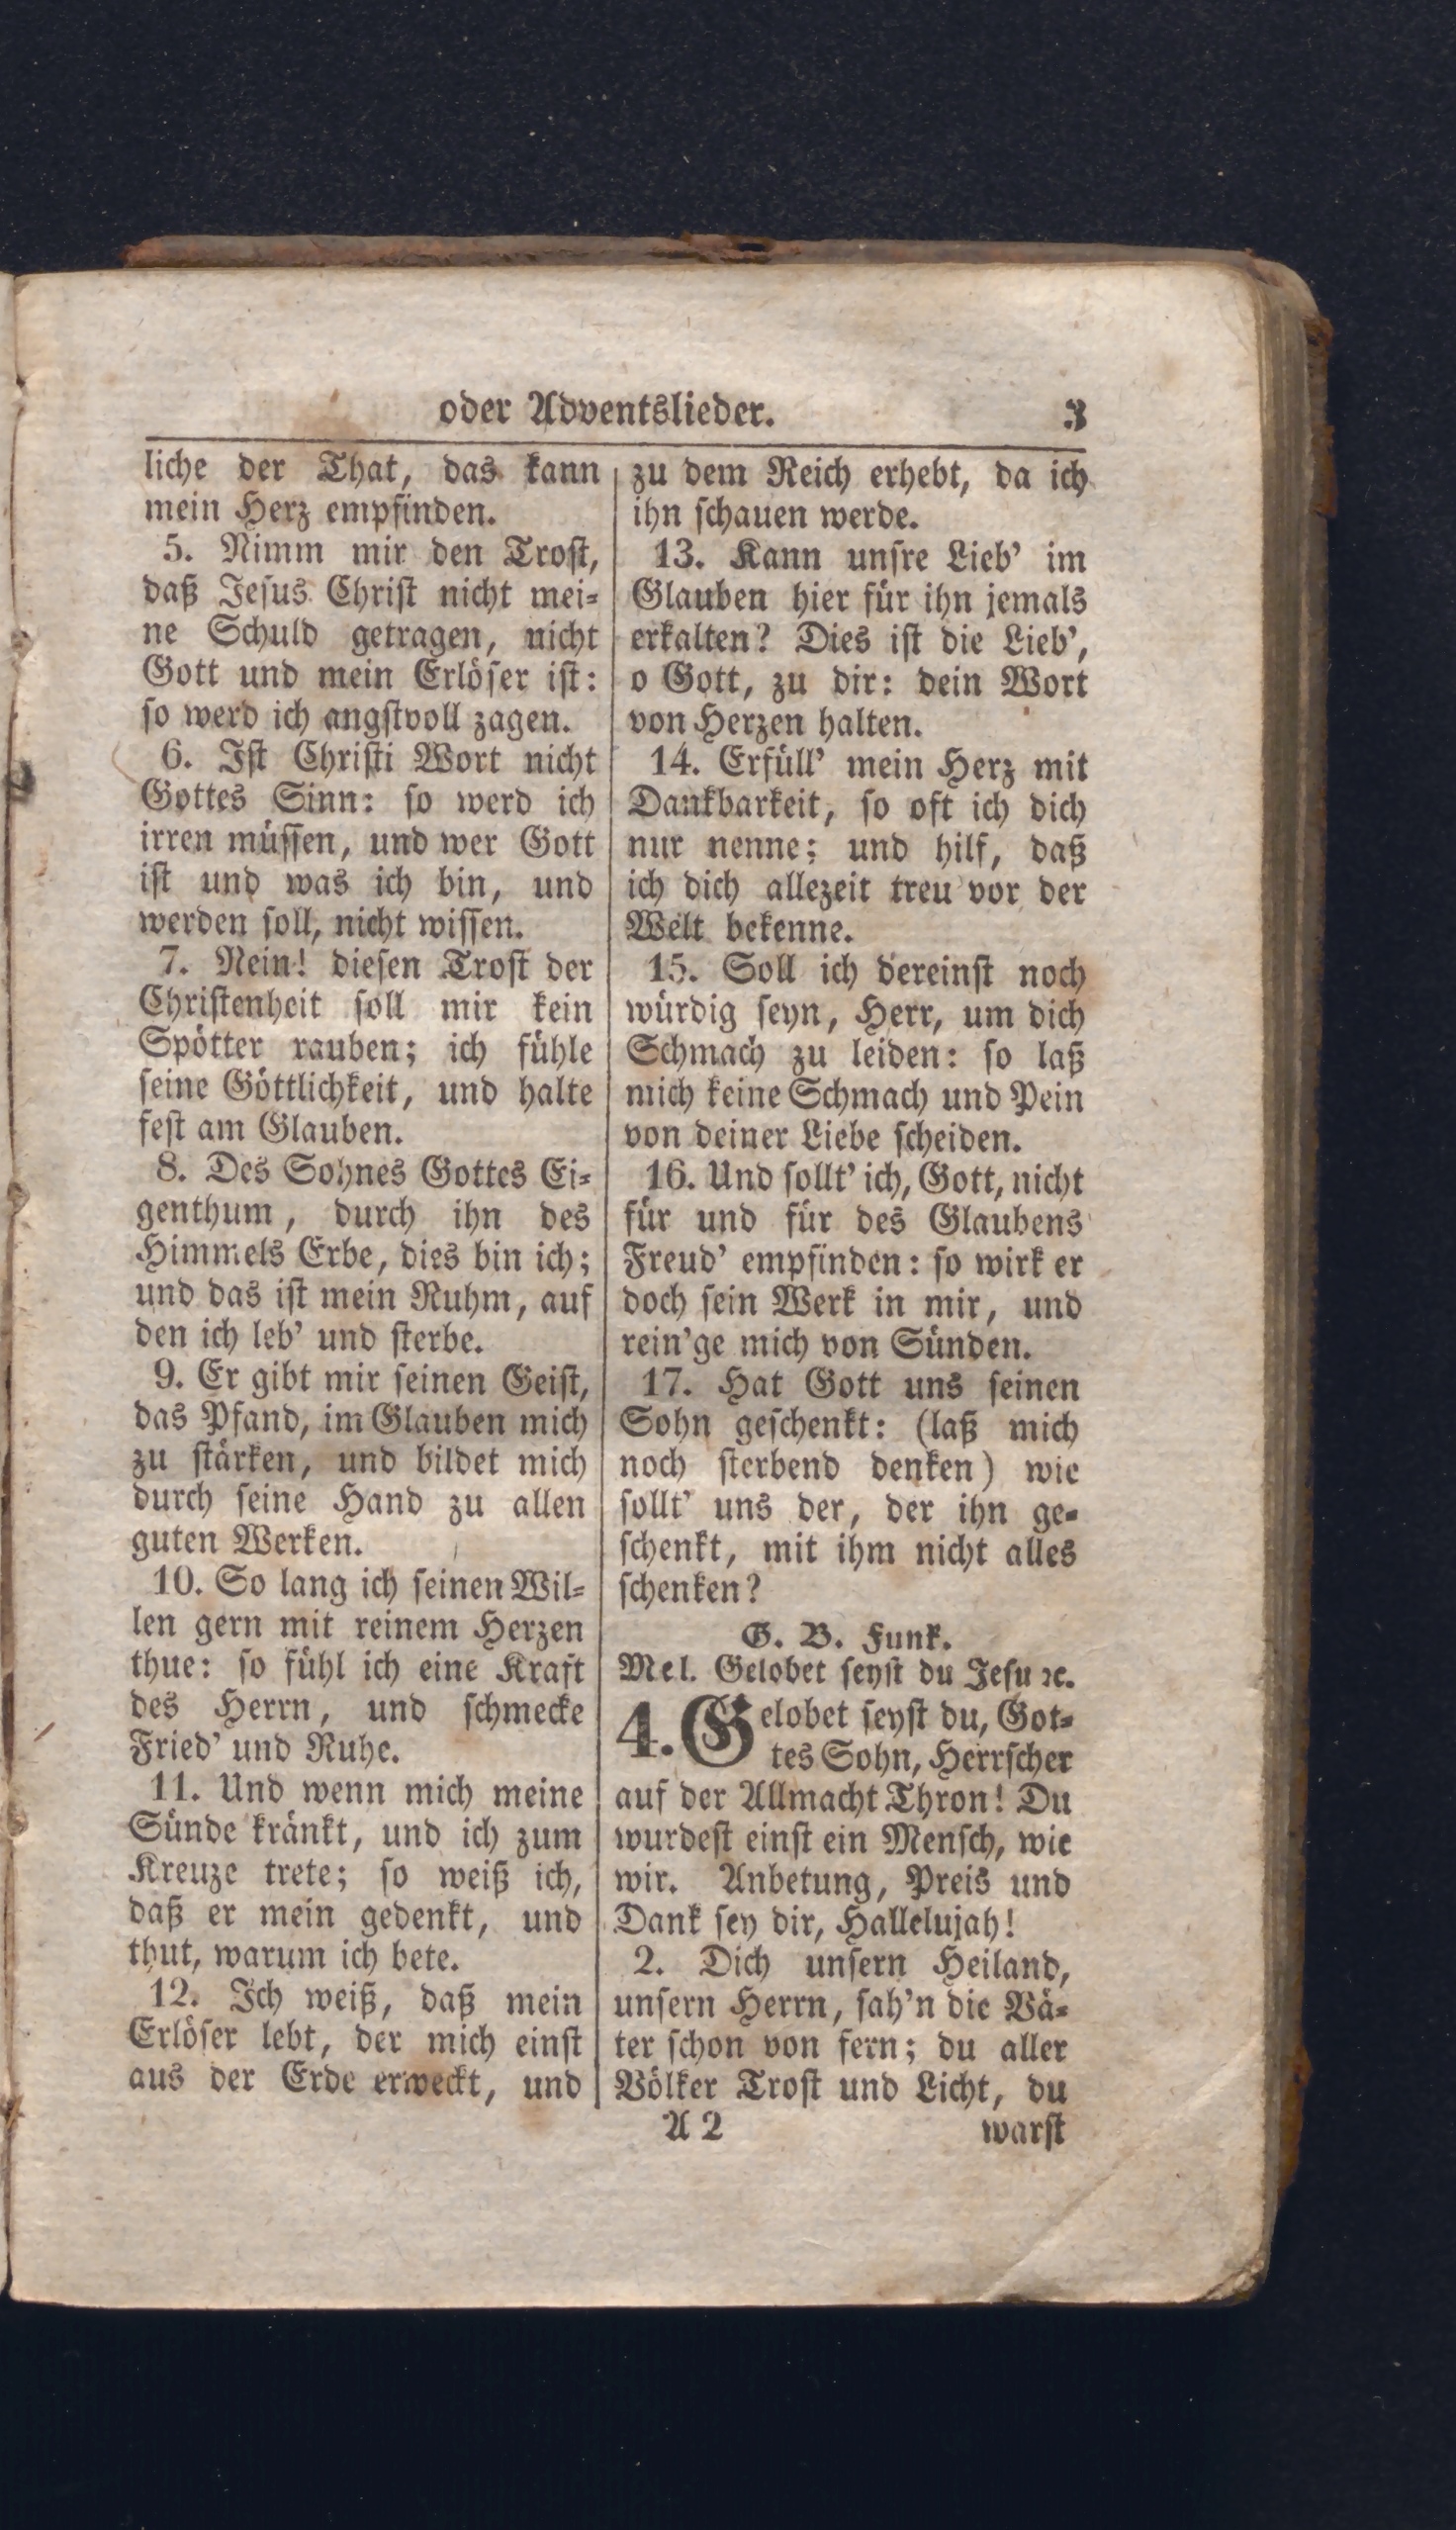 oder Adventslieder. 3
liche der That, das kann
mein Herz empfinden.
5. Nimm mir den Trost,
daß Jesus Christ nicht mei-
ne Schuld getragen, nicht
Gott und mein Erlöser ist:
so werd ich angstvoll zagen.
6. Ist Christi Wort nicht
Gottes Sinn: so werd ich
irren müssen, und wer Gott
ist und was ich bin, und
werden soll, nicht wissen.
7. Nein! diesen Trost der
Christenheit soll mir kein
Spötter rauben; ich fühle
seine Göttlichkeit, und halte
fest am Glauben.
8. Des Sohnes Gottes Ei-
genthum, durch ihn des
Himmels Erbe, dies bin ich;
und das ist mein Ruhm, auf
den ich leb' und sterbe.
9. Er gibt mir seinen Geist,
das Pfand, im Glauben mich
zu stärken, und bildet mich
durch seine Hand zu allen
guten Werken.
10. So lang ich seinen Wil-
len gern mit reinem Herzen
thue: so fühl ich eine Kraft
des Herrn, und schmecke
Fried' und Ruhe.
11. Und wenn mich meine
Sünde kränkt, und ich zum
Kreuze trete; so weiß ich,
daß er mein gedenkt, und
thut, warum ich bete.
12. Ich weiß, daß mein
Erlöser lebt, der mich einst
aus der Erde erweckt, und
zu dem Reich erhebt, da ich
ihn schauen werde.
13. Kann unsre Lieb' im
Glauben hier für ihn jemals
erkalten? Dies ist die Lieb',
o Gott, zu dir: dein Wort
von Herzen halten.
14. Erfüll' mein Herz mit
Dankbarkeit, so oft ich dich
nur nenne; und hilf, daß
ich dich allezeit treu vor der
Welt bekenne.
15. Soll ich dereinst noch
würdig seyn, Herr, um dich
Schmach zu leiden: so laß
mich keine Schmach und Pein
von deiner Liebe scheiden.
16. Und sollt' ich, Gott, nicht
für und für des Glaubens
Freud' empfinden: so wirk er
doch sein Werk in mir, und
rein'ge mich von Sünden.
17. Hat Gott uns seinen
Sohn geschenkt: (laß mich
noch sterbend denken) wie
sollt' uns der, der ihn ge-
schenkt, mit ihm nicht alles
schenken?
G. B. Funk.
Mel. Gelobet seyst du Jesu ꝛc.
4. Gelobet seyst du, Got-
tes Sohn, Herrscher
auf der Allmacht Thron! Du
wurdest einst ein Mensch, wie
wir. Anbetung, Preis und
Dank sey dir, Hallelujah!
2. Dich unsern Heiland,
unsern Herrn, sah'n die Vä-
ter schon von fern; du aller
Völker Trost und Licht, du
A 2 warst